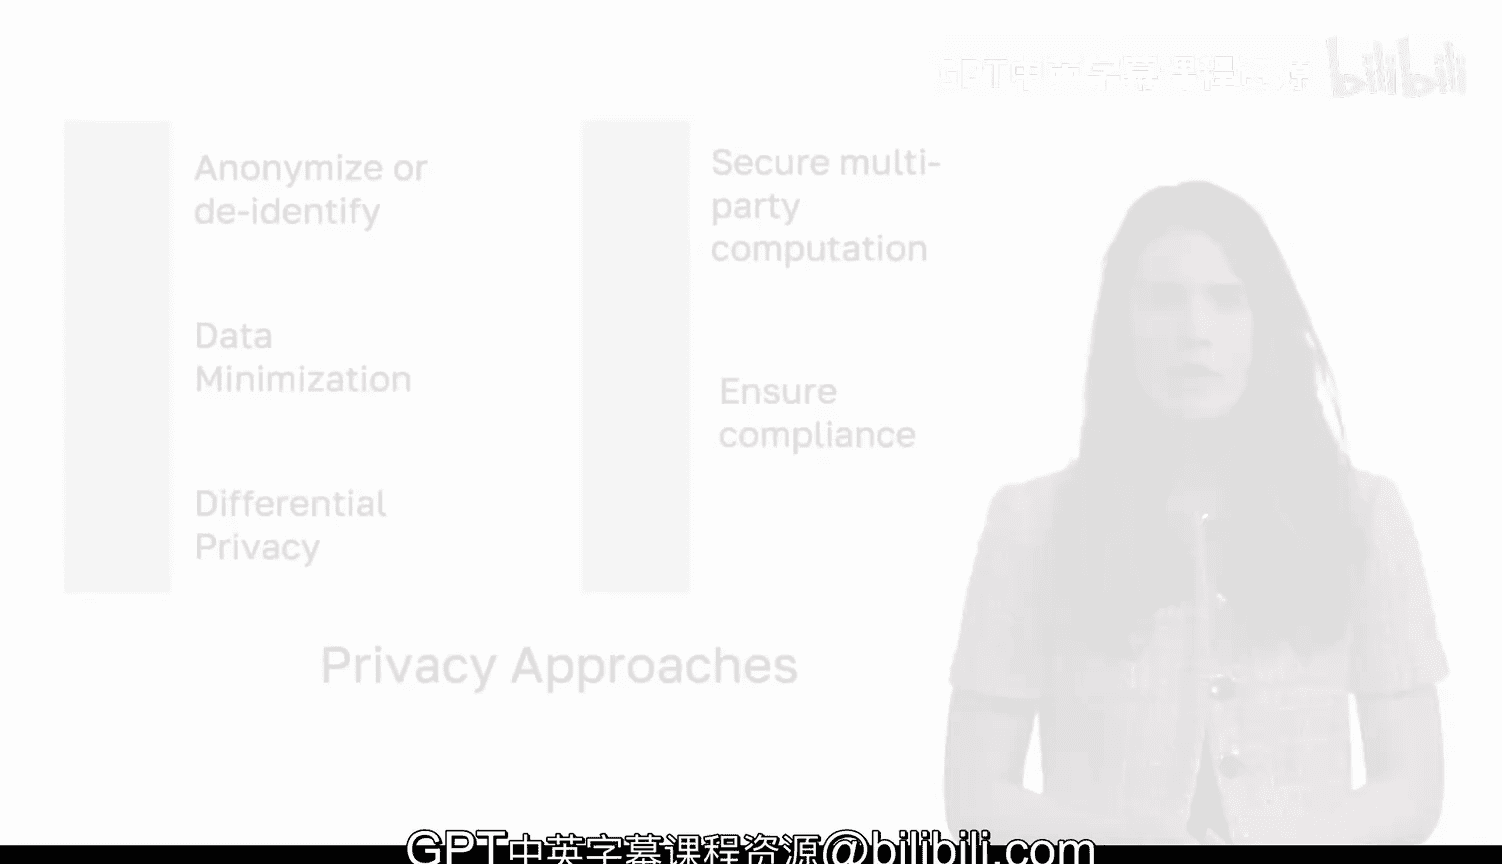 GPT中英字幕课程资源 bilibili
Anonymize or
de-identify
Data
Minimization
Differential
Privacy
Secure multi-
party
computation
Ensure
compliance
Privacy Approaches
GPT中英字幕课程资源@bilibili.com